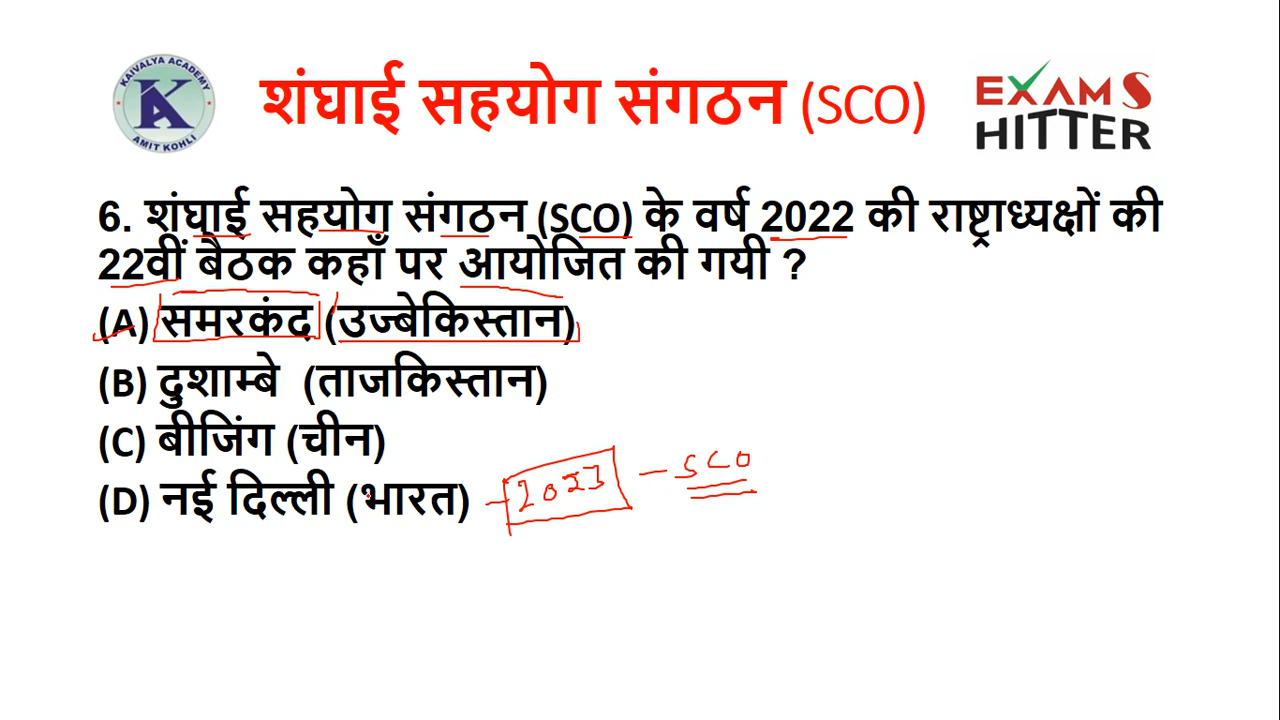 KAIVALYA ACADEMY
KA
AMIT KOHLI
शंघाई सहयोग संगठन (SCO)
EXAMS
HITTER
6. शंघाई सहयोग संगठन (SCO) के वर्ष 2022 की राष्ट्राध्यक्षों की
22वीं बैठक कहाँ पर आयोजित की गयी ?
(A) समरकंद (उज्बेकिस्तान)
(B) दुशाम्बे (ताजकिस्तान)
(C) बीजिंग (चीन)
(D) नई दिल्ली (भारत) - 2023 - SCO